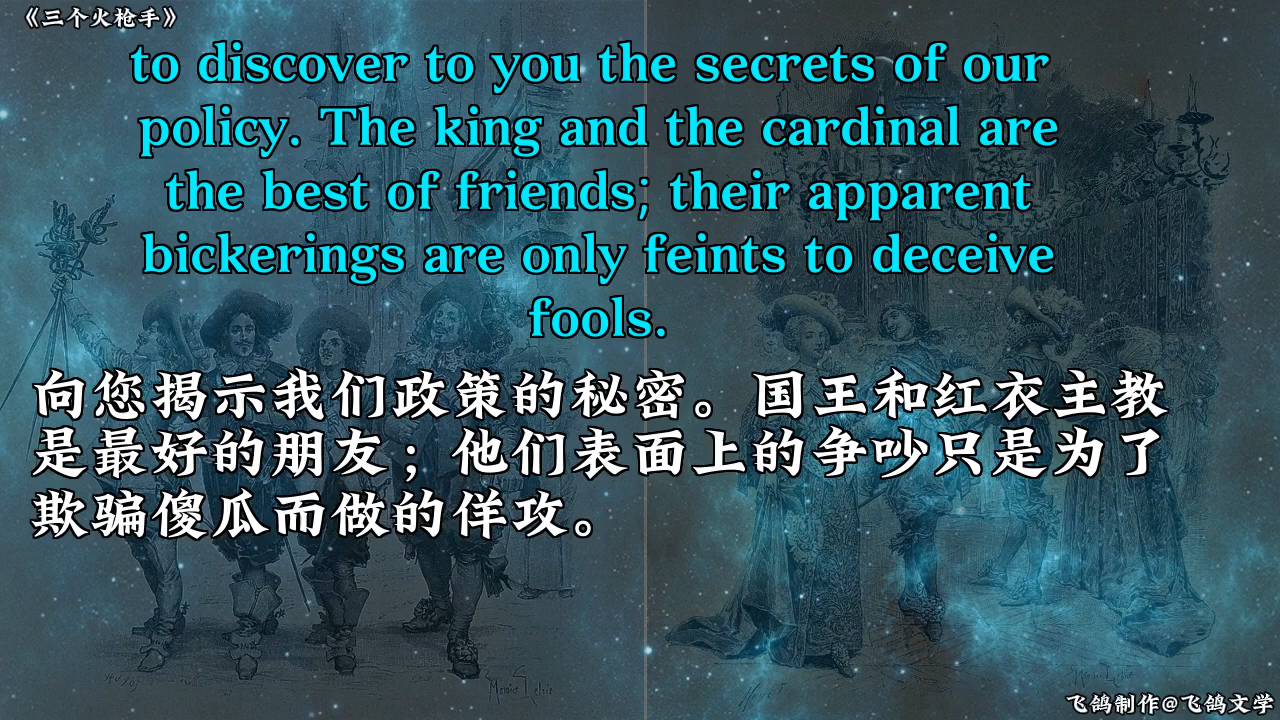 《三个火枪手》
to discover to you the secrets of our
policy. The king and the cardinal are
the best of friends; their apparent
bickerings are only feints to deceive
fools.
向您揭示我们政策的秘密。国王和红衣主教
是最好的朋友；他们表面上的争吵只是为了
欺骗傻瓜而做的佯攻。
飞鸽制作@飞鸽文学